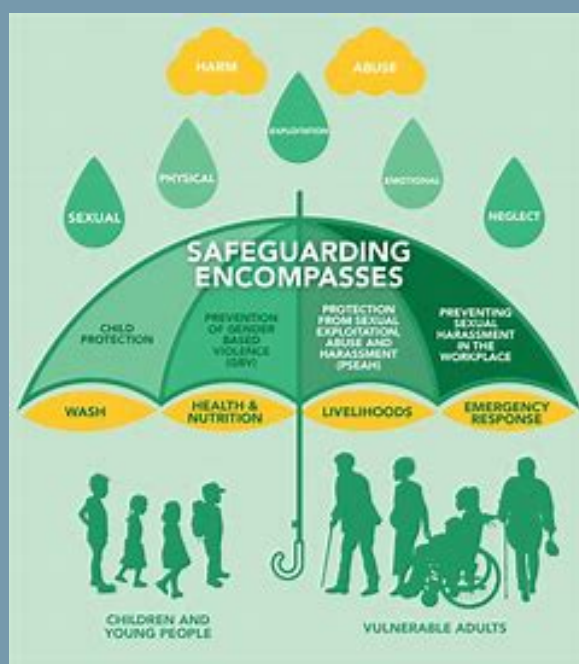 HARM
ABUSE
EXPLOITATION
PHYSICAL
EMOTIONAL
SEXUAL
NEGLECT
SAFEGUARDING
ENCOMPASSES
CHILD
PROTECTION
PREVENTION
OF GENDER
BASED
VIOLENCE
(GBV)
PROTECTION
FROM SEXUAL
EXPLOITATION,
ABUSE AND
HARASSMENT
(PSEAH)
PREVENTING
SEXUAL
HARASSMENT
IN THE
WORKPLACE
WASH
HEALTH &
NUTRITION
LIVELIHOODS
EMERGENCY
RESPONSE
CHILDREN AND
YOUNG PEOPLE
VULNERABLE ADULTS